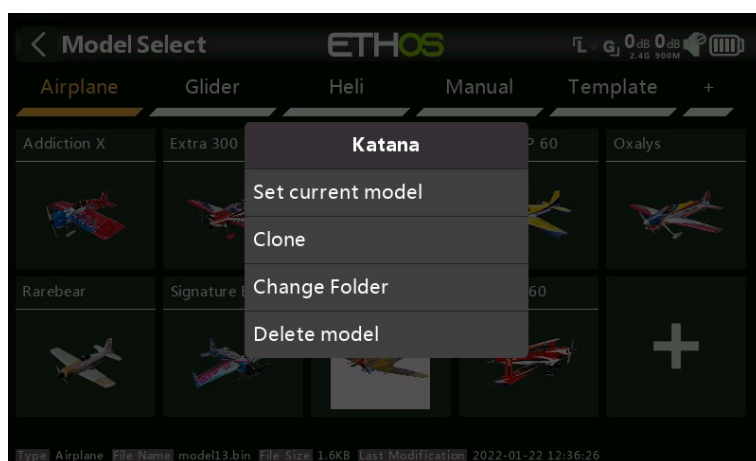 Model Select
ETHOS
L G 0dB 0dB
2.4G 900M
Airplane Glider Heli Manual Template +
Addiction X Extra 300 P 60 Oxalys
Katana
Set current model
Clone
Change Folder
Delete model
Rarebear Signature 60
Type Airplane File Name model13.bin File Size 1.6KB Last Modification 2022-01-22 12:36:26